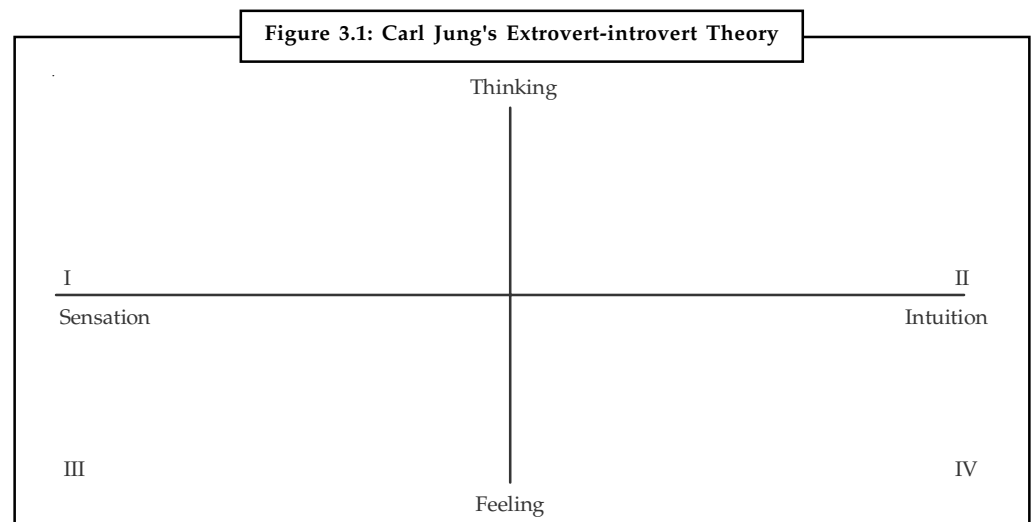 Figure 3.1: Carl Jung's Extrovert-introvert Theory
Thinking
I II
Sensation Intuition
III IV
Feeling